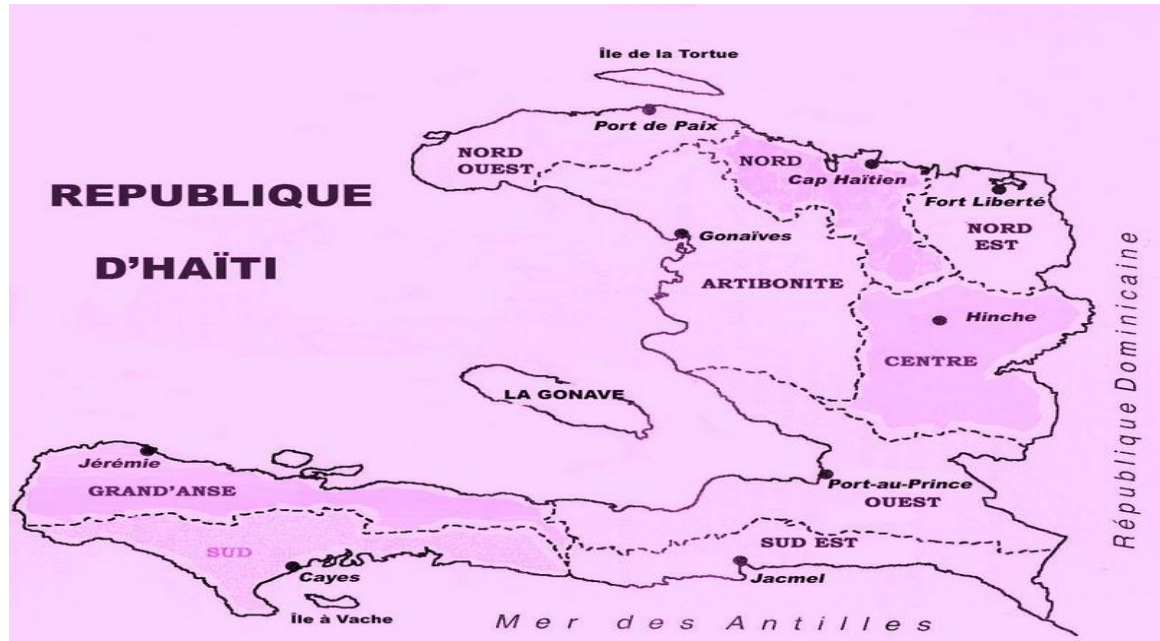 Île de la Tortue
Port de Paix
NORD
OUEST
NORD
Cap Haïtien
REPUBLIQUE
D'HAÏTI
Fort Liberté
NORD
EST
Gonaïves
ARTIBONITE
Hinche
CENTRE
République Dominicaine
LA GONAVE
Jérémie
GRAND'ANSE
Port-au-Prince
OUEST
SUD
SUD EST
Cayes
Jacmel
Île à Vache
Mer des Antilles